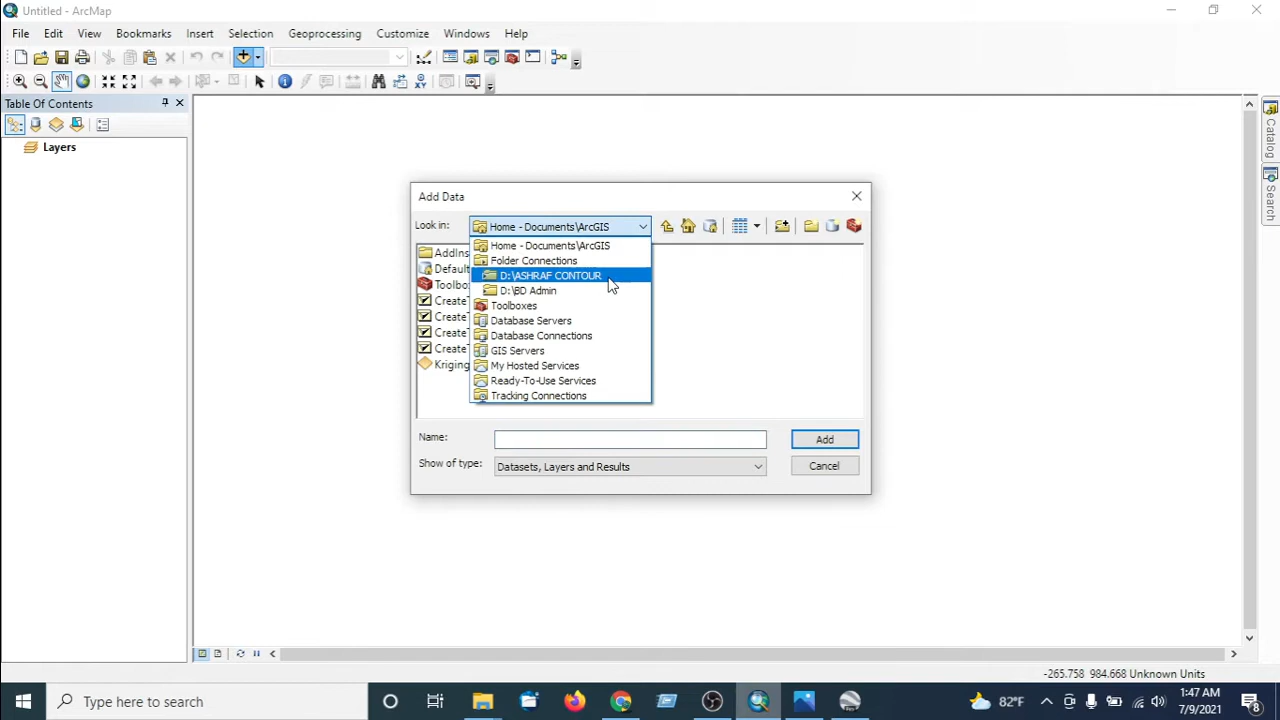 Untitled - ArcMap
File Edit View Bookmarks Insert Selection Geoprocessing Customize Windows Help
Table Of Contents
Layers
Catalog
Search
Add Data
Look in: Home - Documents\ArcGIS
Home - Documents\ArcGIS
AddIns
Folder Connections
Default
D:\ASHRAF CONTOUR
Toolbo
D:\BD Admin
Create
Toolboxes
Create
Database Servers
Create
Database Connections
Create
GIS Servers
Kriging
My Hosted Services
Ready-To-Use Services
Tracking Connections
Name:
Add
Show of type: Datasets, Layers and Results
Cancel
-265.758 984.668 Unknown Units
Type here to search
82°F
1:47 AM
7/9/2021
8